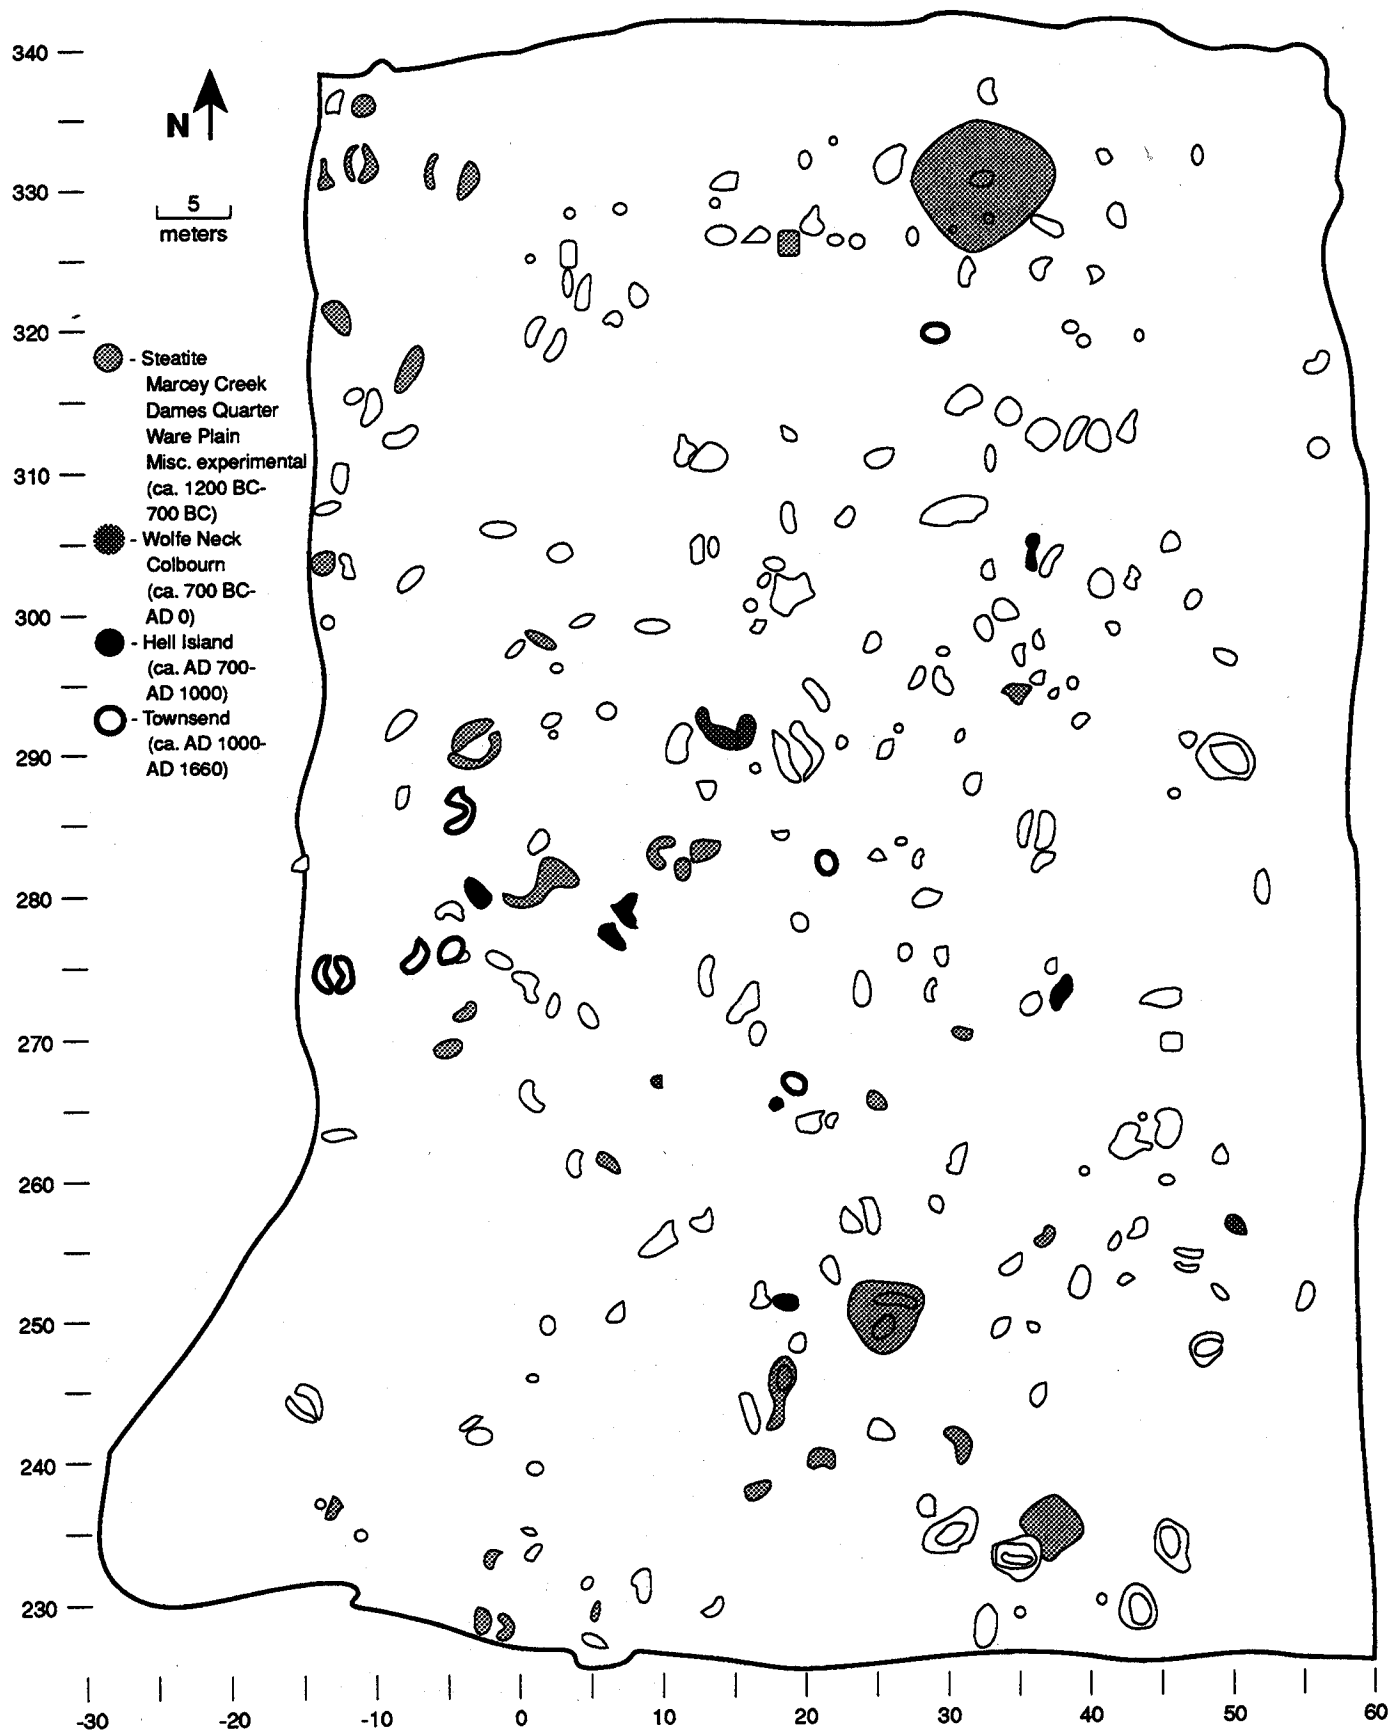 340
N
330
5
meters
320
- Steatite
Marcey Creek
Dames Quarter
Ware Plain
Misc. experimental
310
(ca. 1200 BC-
700 BC)
- Wolfe Neck
Colbourn
(ca. 700 BC-
AD 0)
300
- Hell Island
(ca. AD 700-
AD 1000)
- Townsend
(ca. AD 1000-
AD 1660)
290
280
270
260
250
240
230
-30 -20 -10 0 10 20 30 40 50 60